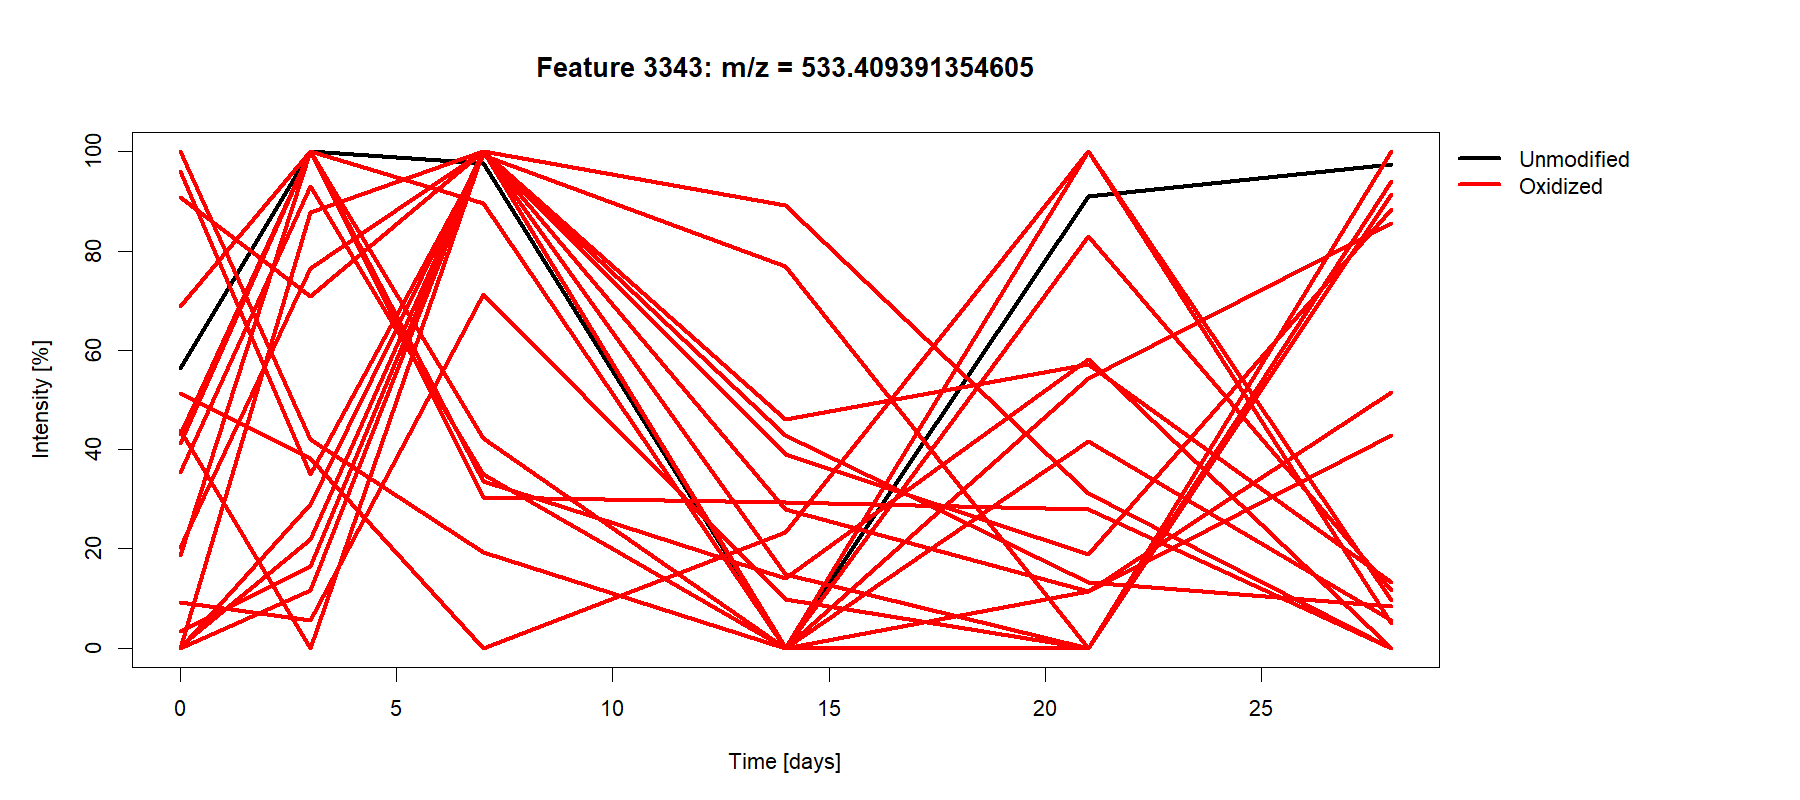 Feature 3343: m/z = 533.409391354605
Unmodified
Oxidized
Intensity [%]
100
80
60
40
20
0
0 5 10 15 20 25
Time [days]